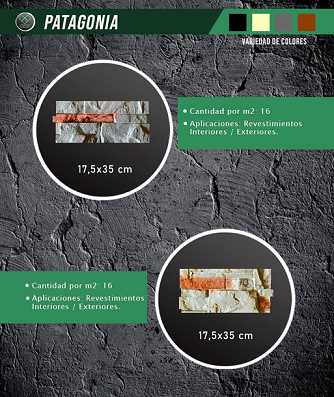 PATAGONIA
VARIEDAD DE COLORES
• Cantidad por m2: 16
• Aplicaciones: Revestimientos
Interiores / Exteriores.
17,5x35 cm
• Cantidad por m2: 16
• Aplicaciones: Revestimientos
Interiores / Exteriores.
17,5x35 cm